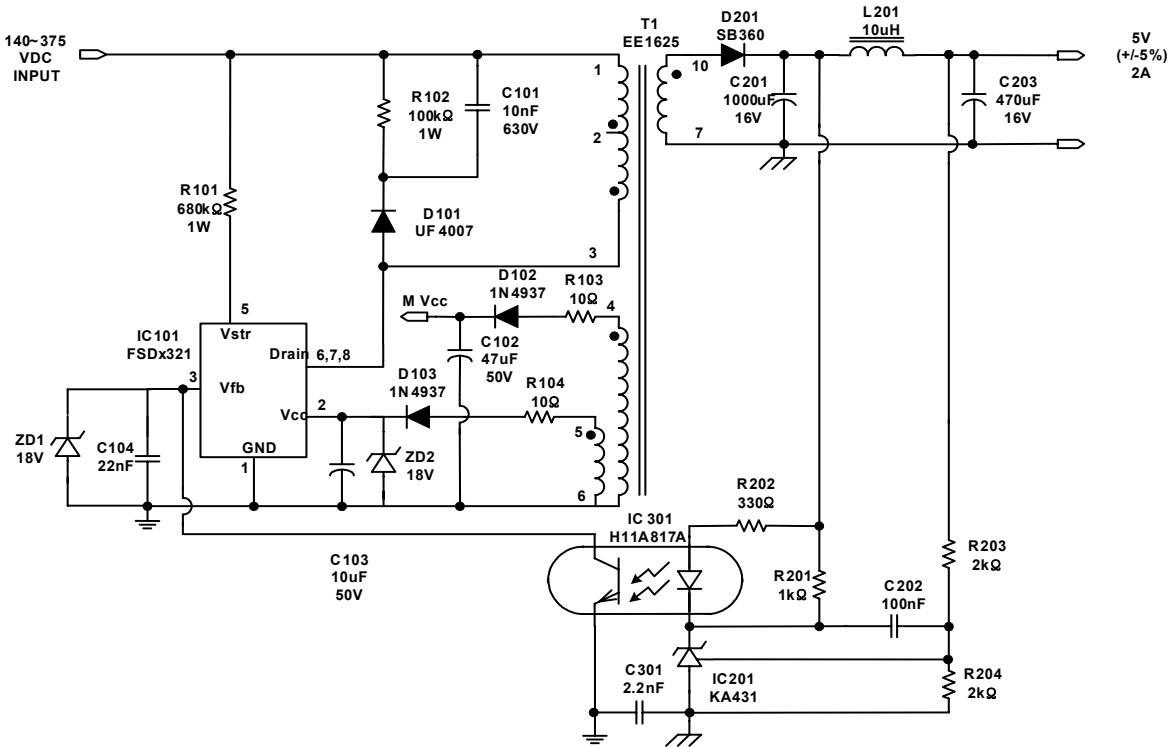 140~375
VDC
INPUT
R101
680kΩ
1W
R102
100kΩ
1W
C101
10nF
630V
D101
UF 4007
T1
EE1625
1
2
3
10
7
D201
SB360
C201
1000uF
16V
L201
10uH
C203
470uF
16V
5V
(+/-5%)
2A
D102
1N4937
R103
10Ω
4
M Vcc
C102
47uF
50V
IC101
FSDx321
5
Vstr
Drain
6,7,8
3
Vfb
Vcc
2
GND
1
D103
1N4937
R104
10Ω
5
6
ZD1
18V
C104
22nF
ZD2
18V
C103
10uF
50V
IC 301
H11A817A
R202
330Ω
R201
1kΩ
R203
2kΩ
C202
100nF
R204
2kΩ
IC201
KA431
C301
2.2nF